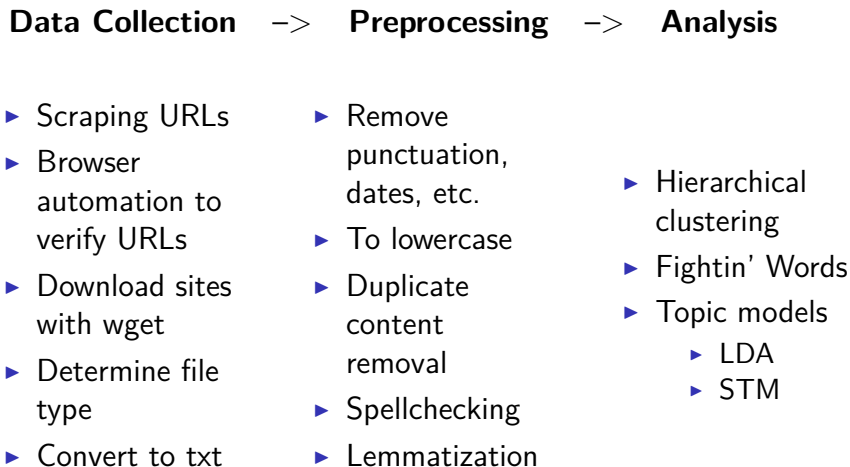 Data Collection –> Preprocessing –> Analysis
▶ Scraping URLs
▶ Browser
automation to
verify URLs
▶ Download sites
with wget
▶ Determine file
type
▶ Convert to txt
▶ Remove
punctuation,
dates, etc.
▶ To lowercase
▶ Duplicate
content
removal
▶ Spellchecking
▶ Lemmatization
▶ Hierarchical
clustering
▶ Fightin' Words
▶ Topic models
▶ LDA
▶ STM